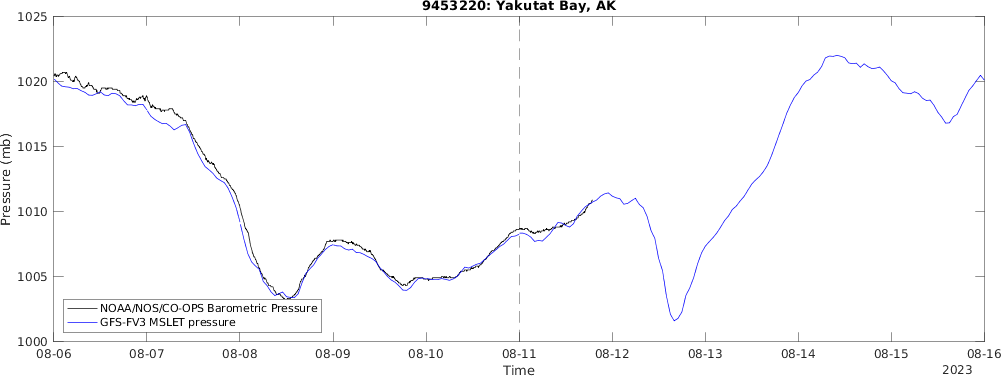 9453220: Yakutat Bay, AK
1025
1020
1015
1010
1005
1000
Pressure (mb)
NOAA/NOS/CO-OPS Barometric Pressure
GFS-FV3 MSLET pressure
08-06 08-07 08-08 08-09 08-10 08-11 08-12 08-13 08-14 08-15 08-16
Time
2023